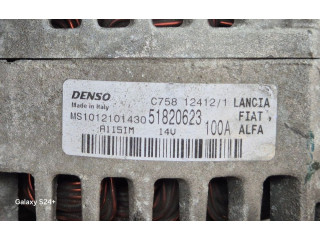 DENSO C758 12412/1 LANCIA
Made in Italy
MS1012101430 51820623 FIAT
A115IM 14V 100A ALFA
Galaxy S24+